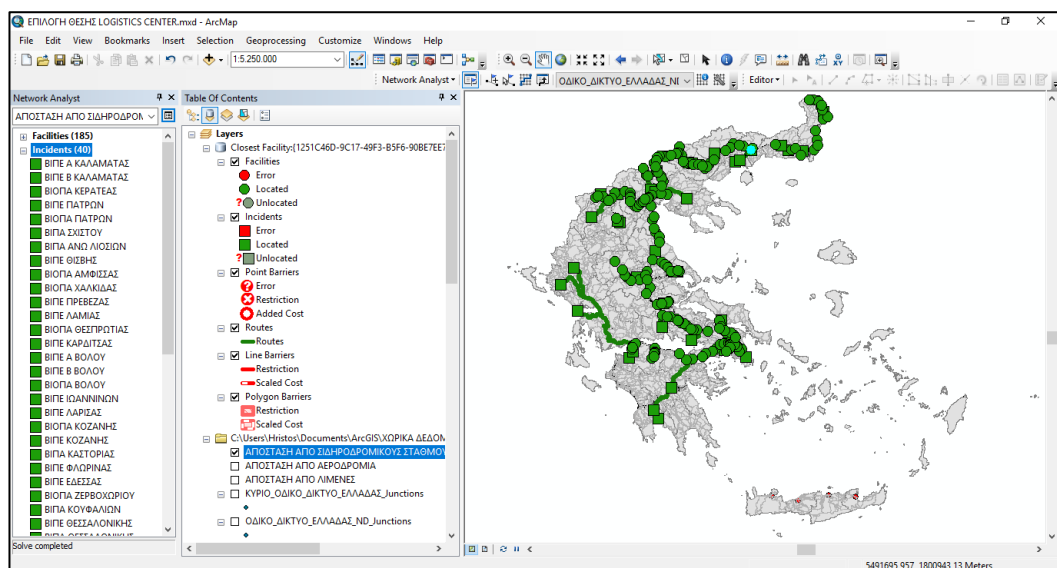 ΕΠΙΛΟΓΗ ΘΕΣΗΣ LOGISTICS CENTER.mxd - ArcMap
File Edit View Bookmarks Insert Selection Geoprocessing Customize Windows Help
1:5.250.000
Network Analyst ΟΔΙΚΟ_ΔΙΚΤΥΟ_ΕΛΛΑΔΑΣ_ND Editor
Network Analyst
ΑΠΟΣΤΑΣΗ ΑΠΟ ΣΙΔΗΡΟΔΡΟΜ
Facilities (185)
Incidents (40)
ΒΙΠΕ Α ΚΑΛΑΜΑΤΑΣ
ΒΙΠΕ Β ΚΑΛΑΜΑΤΑΣ
ΒΙΟΠΑ ΚΕΡΑΤΕΑΣ
ΒΙΠΕ ΠΑΤΡΩΝ
ΒΙΟΠΑ ΠΑΤΡΩΝ
ΒΙΠΑ ΣΧΙΣΤΟΥ
ΒΙΠΑ ΑΝΩ ΛΙΟΣΙΩΝ
ΒΙΠΕ ΘΙΣΒΗΣ
ΒΙΟΠΑ ΑΜΦΙΣΣΑΣ
ΒΙΟΠΑ ΧΑΛΚΙΔΑΣ
ΒΙΠΕ ΠΡΕΒΕΖΑΣ
ΒΙΠΕ ΛΑΜΙΑΣ
ΒΙΟΠΑ ΘΕΣΠΡΩΤΙΑΣ
ΒΙΠΕ ΚΑΡΔΙΤΣΑΣ
ΒΙΠΕ Α ΒΟΛΟΥ
ΒΙΠΕ Β ΒΟΛΟΥ
ΒΙΟΠΑ ΒΟΛΟΥ
ΒΙΠΕ ΙΩΑΝΝΙΝΩΝ
ΒΙΠΕ ΛΑΡΙΣΑΣ
ΒΙΟΠΑ ΚΟΖΑΝΗΣ
ΒΙΠΕ ΚΟΖΑΝΗΣ
ΒΙΠΑ ΚΑΣΤΟΡΙΑΣ
ΒΙΠΕ ΦΛΩΡΙΝΑΣ
ΒΙΠΕ ΕΔΕΣΣΑΣ
ΒΙΟΠΑ ΖΕΡΒΟΧΩΡΙΟΥ
ΒΙΠΑ ΚΟΥΦΑΛΙΩΝ
ΒΙΠΕ ΘΕΣΣΑΛΟΝΙΚΗΣ
Solve completed
Table Of Contents
Layers
Closest Facility:{1251C46D-9C17-49F3-B5F6-90BE7EE7
Facilities
Error
Located
?Unlocated
Incidents
Error
Located
?Unlocated
Point Barriers
Error
Restriction
Added Cost
Routes
Routes
Line Barriers
Restriction
Scaled Cost
Polygon Barriers
Restriction
Scaled Cost
C:\Users\Hristos\Documents\ArcGIS\ΧΩΡΙΚΑ ΔΕΔΟΜ
ΑΠΟΣΤΑΣΗ ΑΠΟ ΣΙΔΗΡΟΔΡΟΜΙΚΟΥΣ ΣΤΑΘΜΟΥ
ΑΠΟΣΤΑΣΗ ΑΠΟ ΑΕΡΟΔΡΟΜΙΑ
ΑΠΟΣΤΑΣΗ ΑΠΟ ΛΙΜΕΝΕΣ
ΚΥΡΙΟ_ΟΔΙΚΟ_ΔΙΚΤΥΟ_ΕΛΛΑΔΑΣ_Junctions
ΟΔΙΚΟ_ΔΙΚΤΥΟ_ΕΛΛΑΔΑΣ_ND_Junctions
5491695,957 1800943,13 Meters